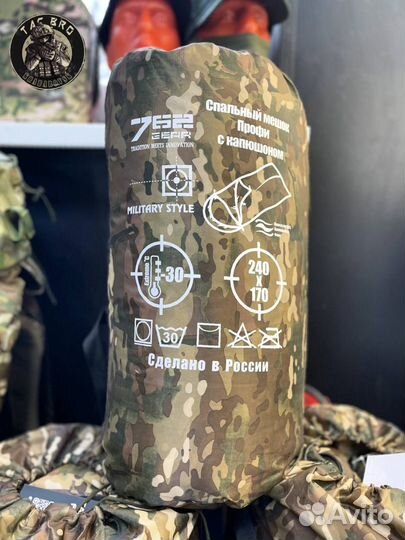 TAC BRO
762
GEAR
TRADITION MEETS INNOVATION
Спальный мешок
Профи
с капюшоном
MILITARY STYLE
Extreme °C
-30
240
x
170
30
Сделано в России
Avito